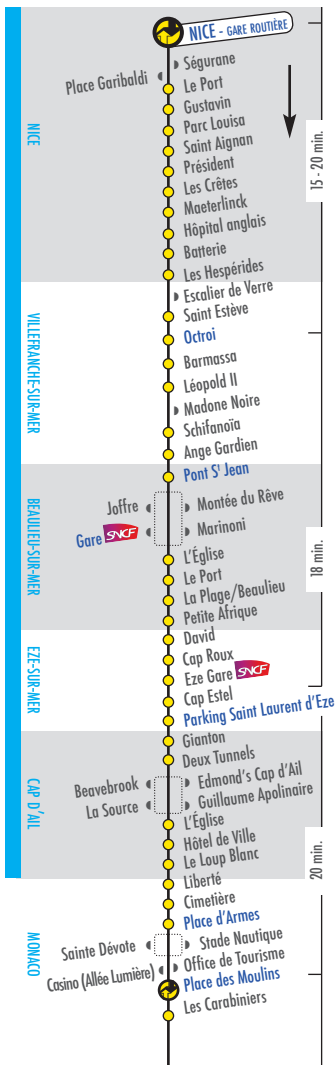 NICE - GARE ROUTIÈRE
Ségurane
Place Garibaldi
Le Port
Gustavin
Parc Louisa
Saint Aignan
Président
Les Crêtes
Maeterlinck
Hôpital anglais
Batterie
Les Hespérides
NICE
15 - 20 min.
Escalier de Verre
Saint Estève
Octroi
Barmassa
Léopold II
Madone Noire
Schifanoïa
Ange Gardien
VILLEFRANCHE-SUR-MER
Pont St Jean
Joffre
Montée du Rêve
Gare SNCF
Marinoni
L'Église
Le Port
La Plage/Beaulieu
Petite Afrique
BEAULIEU-SUR-MER
18 min.
David
Cap Roux
Eze Gare SNCF
Cap Estel
Parking Saint Laurent d'Eze
EZE-SUR-MER
Gianton
Deux Tunnels
Beavebrook
Edmond's Cap d'Ail
La Source
Guillaume Apolinaire
L'Église
Hôtel de Ville
Le Loup Blanc
CAP D'AIL
20 min.
Liberté
Cimetière
Place d'Armes
Sainte Dévote
Stade Nautique
Office de Tourisme
Casino (Allée Lumière)
Place des Moulins
Les Carabiniers
MONACO